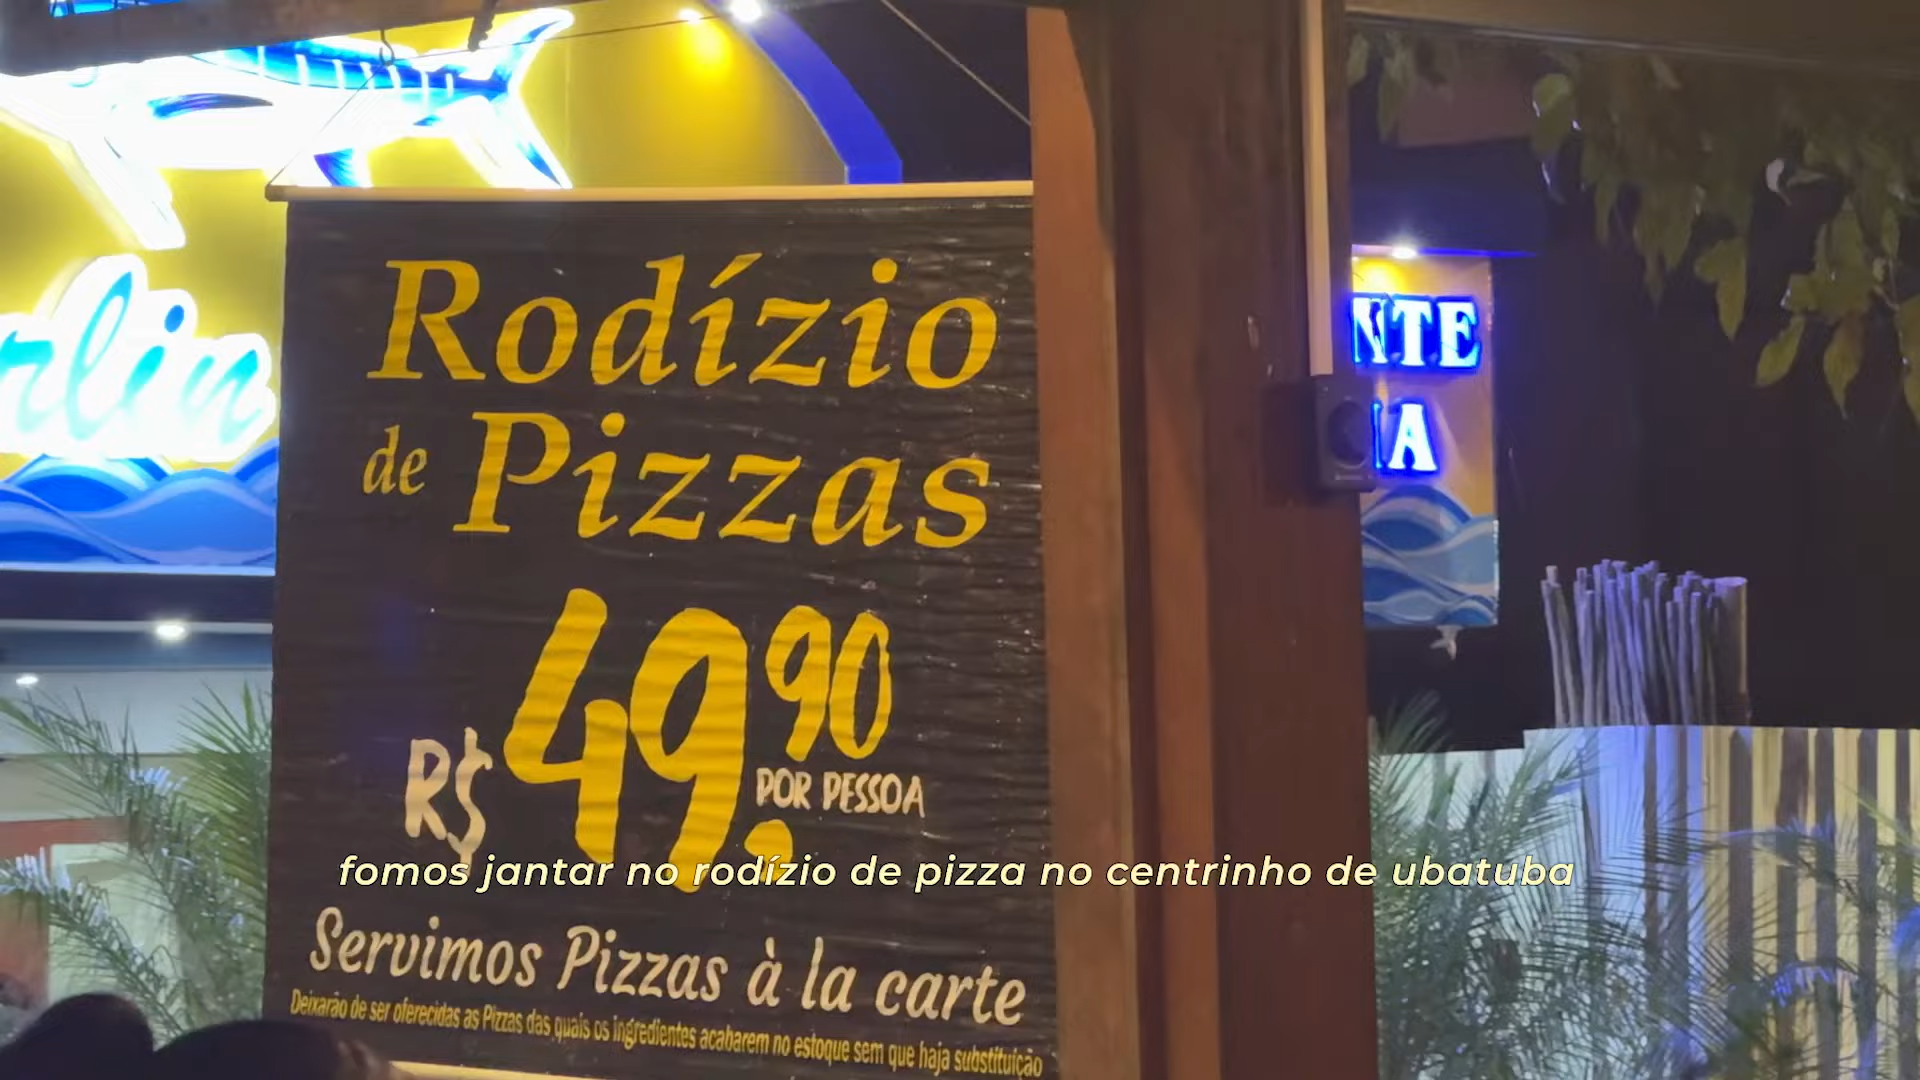 rlin
Rodízio
de Pizzas
R$ 49,90
POR PESSOA
NTE
IA
fomos jantar no rodízio de pizza no centrinho de ubatuba
Servimos Pizzas à la carte
Deixarão de ser oferecidas as Pizzas das quais os ingredientes acabarem no estoque sem que haja substituição